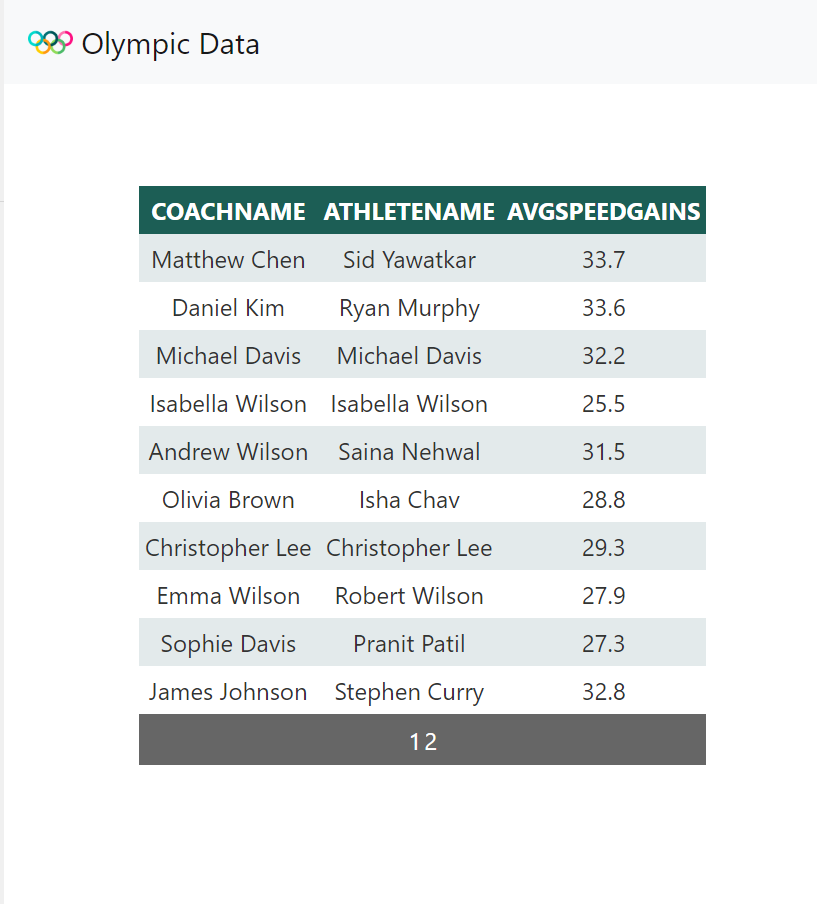 Olympic Data
COACHNAME ATHLETENAME AVGSPEEDGAINS
Matthew Chen Sid Yawatkar 33.7
Daniel Kim Ryan Murphy 33.6
Michael Davis Michael Davis 32.2
Isabella Wilson Isabella Wilson 25.5
Andrew Wilson Saina Nehwal 31.5
Olivia Brown Isha Chav 28.8
Christopher Lee Christopher Lee 29.3
Emma Wilson Robert Wilson 27.9
Sophie Davis Pranit Patil 27.3
James Johnson Stephen Curry 32.8
1 2